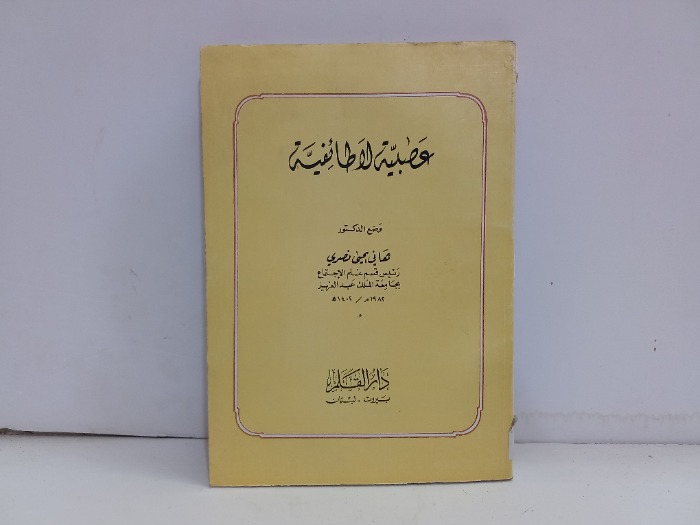 عصبية لا طائفية
وضع الدكتور
هاني يحيى نصري
رئيس قسم علم الاجتماع
بجامعة الملك عبد العزيز
١٩٨٢م / ١٤٠٢ ھ
دار القلم
بيروت - لبنان